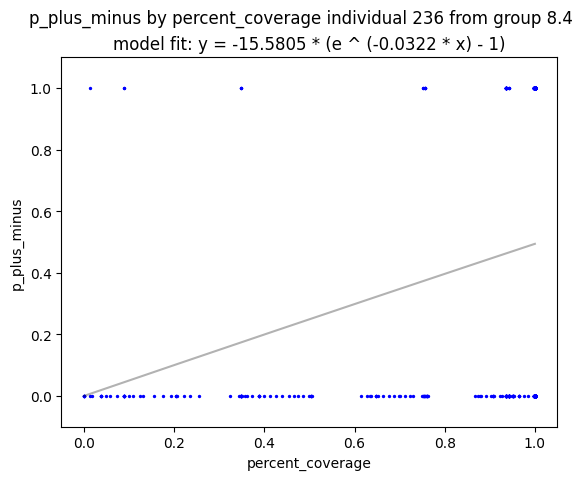 p_plus_minus by percent_coverage individual 236 from group 8.4
model fit: y = -15.5805 * (e ^ (-0.0322 * x) - 1)
1.0
0.8
0.6
0.4
0.2
0.0
p_plus_minus
0.0 0.2 0.4 0.6 0.8 1.0
percent_coverage